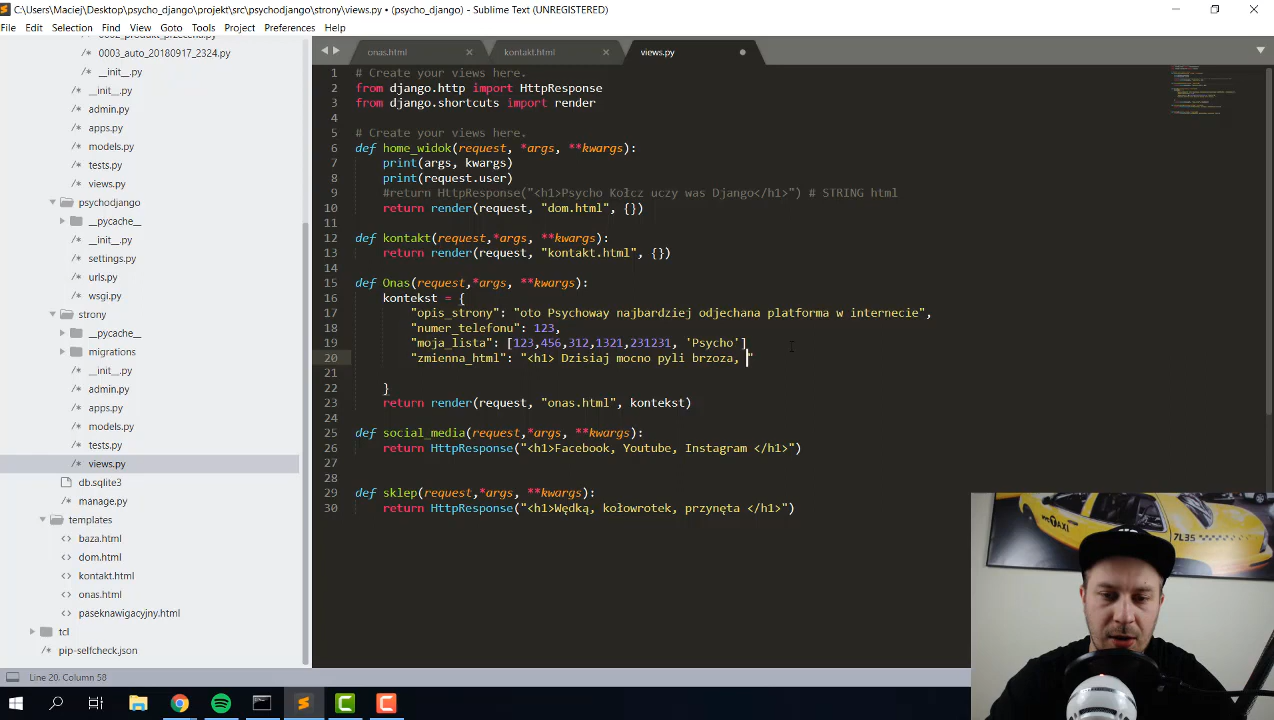 C:\Users\Maciej\Desktop\psycho_django\projekt\src\psychodjango\strony\views.py • (psycho_django) - Sublime Text (UNREGISTERED)
File Edit Selection Find View Goto Tools Project Preferences Help
onas.html kontakt.html views.py
0003_auto_20180917_2324.py
__init__.py
__init__.py
admin.py
apps.py
models.py
tests.py
views.py
psychodjango
__pycache__
__init__.py
settings.py
urls.py
wsgi.py
strony
__pycache__
migrations
__init__.py
admin.py
apps.py
models.py
tests.py
views.py
db.sqlite3
manage.py
templates
baza.html
dom.html
kontakt.html
onas.html
paseknawigacyjny.html
tcl
pip-selfcheck.json
1 # Create your views here.
2 from django.http import HttpResponse
3 from django.shortcuts import render
4
5 # Create your views here.
6 def home_widok(request, *args, **kwargs):
7 print(args, kwargs)
8 print(request.user)
9 #return HttpResponse("<h1>Psycho Kołcz uczy was Django</h1>") # STRING html
10 return render(request, "dom.html", {})
11
12 def kontakt(request,*args, **kwargs):
13 return render(request, "kontakt.html", {})
14
15 def Onas(request,*args, **kwargs):
16 kontekst = {
17 "opis_strony": "oto Psychoway najbardziej odjechana platforma w internecie",
18 "numer_telefonu": 123,
19 "moja_lista": [123,456,312,1321,231231, 'Psycho']
20 "zmienna_html": "<h1> Dzisiaj mocno pyli brzoza, "
21
22 }
23 return render(request, "onas.html", kontekst)
24
25 def social_media(request,*args, **kwargs):
26 return HttpResponse("<h1>Facebook, Youtube, Instagram </h1>")
27
28
29 def sklep(request,*args, **kwargs):
30 return HttpResponse("<h1>Wędką, kołowrotek, przynęta </h1>")
Line 20, Column 58
NYC TAXI
7L35